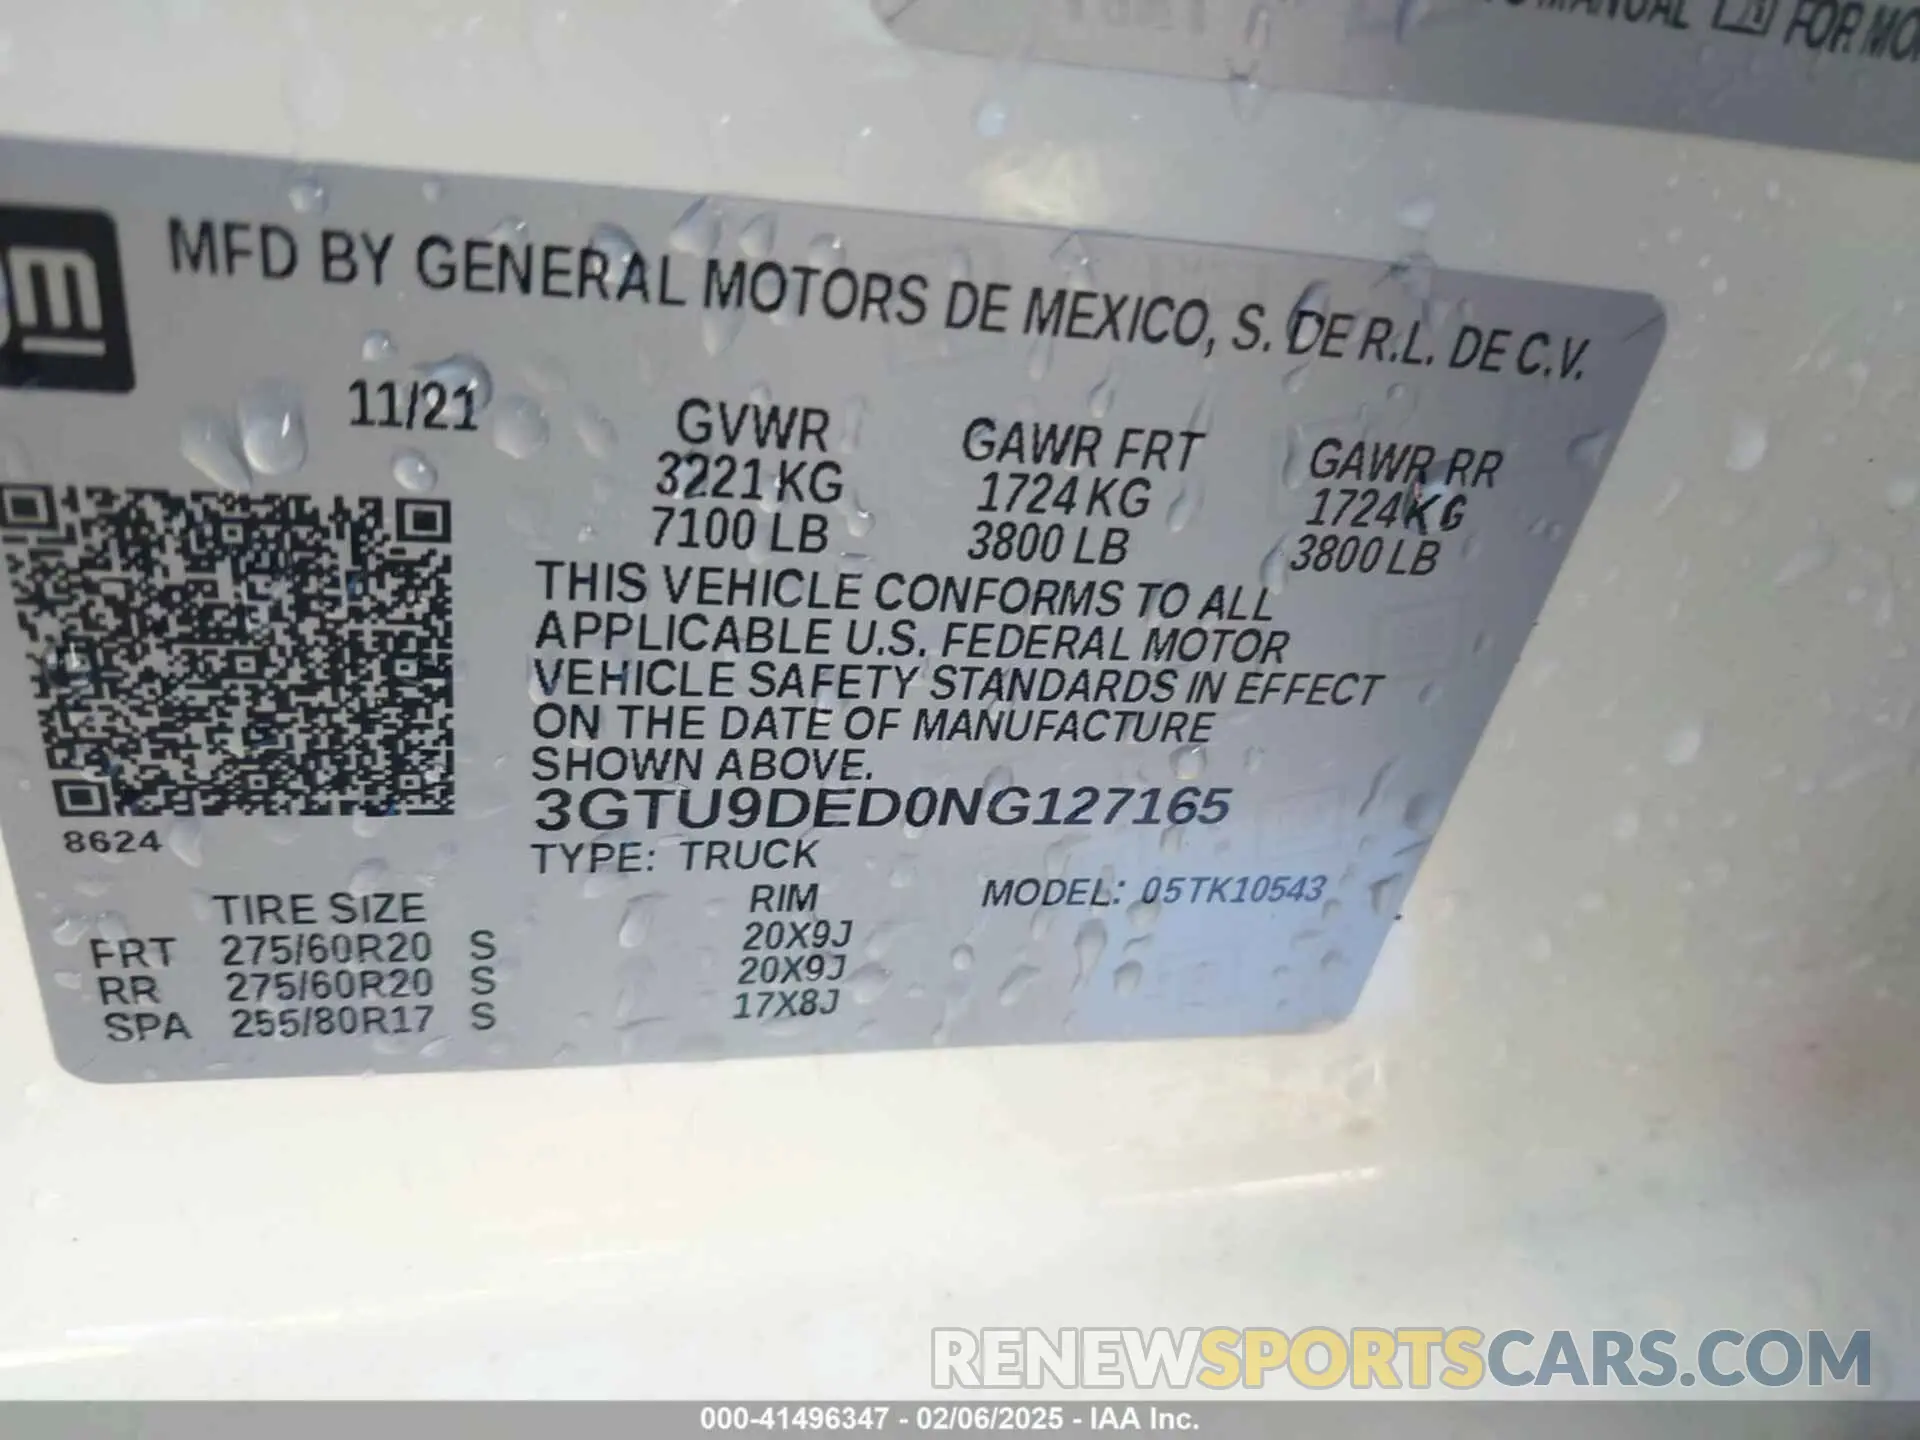 MANUAL FOR MO
MFD BY GENERAL MOTORS DE MEXICO, S. DE R.L. DE C.V.
11/21
GVWR GAWR FRT GAWR RR
3221 KG 1724 KG 1724 KG
7100 LB 3800 LB 3800 LB
THIS VEHICLE CONFORMS TO ALL
APPLICABLE U.S. FEDERAL MOTOR
VEHICLE SAFETY STANDARDS IN EFFECT
ON THE DATE OF MANUFACTURE
SHOWN ABOVE.
3GTU9DED0NG127165
8624
TYPE: TRUCK
TIRE SIZE RIM MODEL: 05TK10543
FRT 275/60R20 S 20X9J
RR 275/60R20 S 20X9J
SPA 255/80R17 S 17X8J
RENEWSPORTSCARS.COM
000-41496347 - 02/06/2025 - IAA Inc.